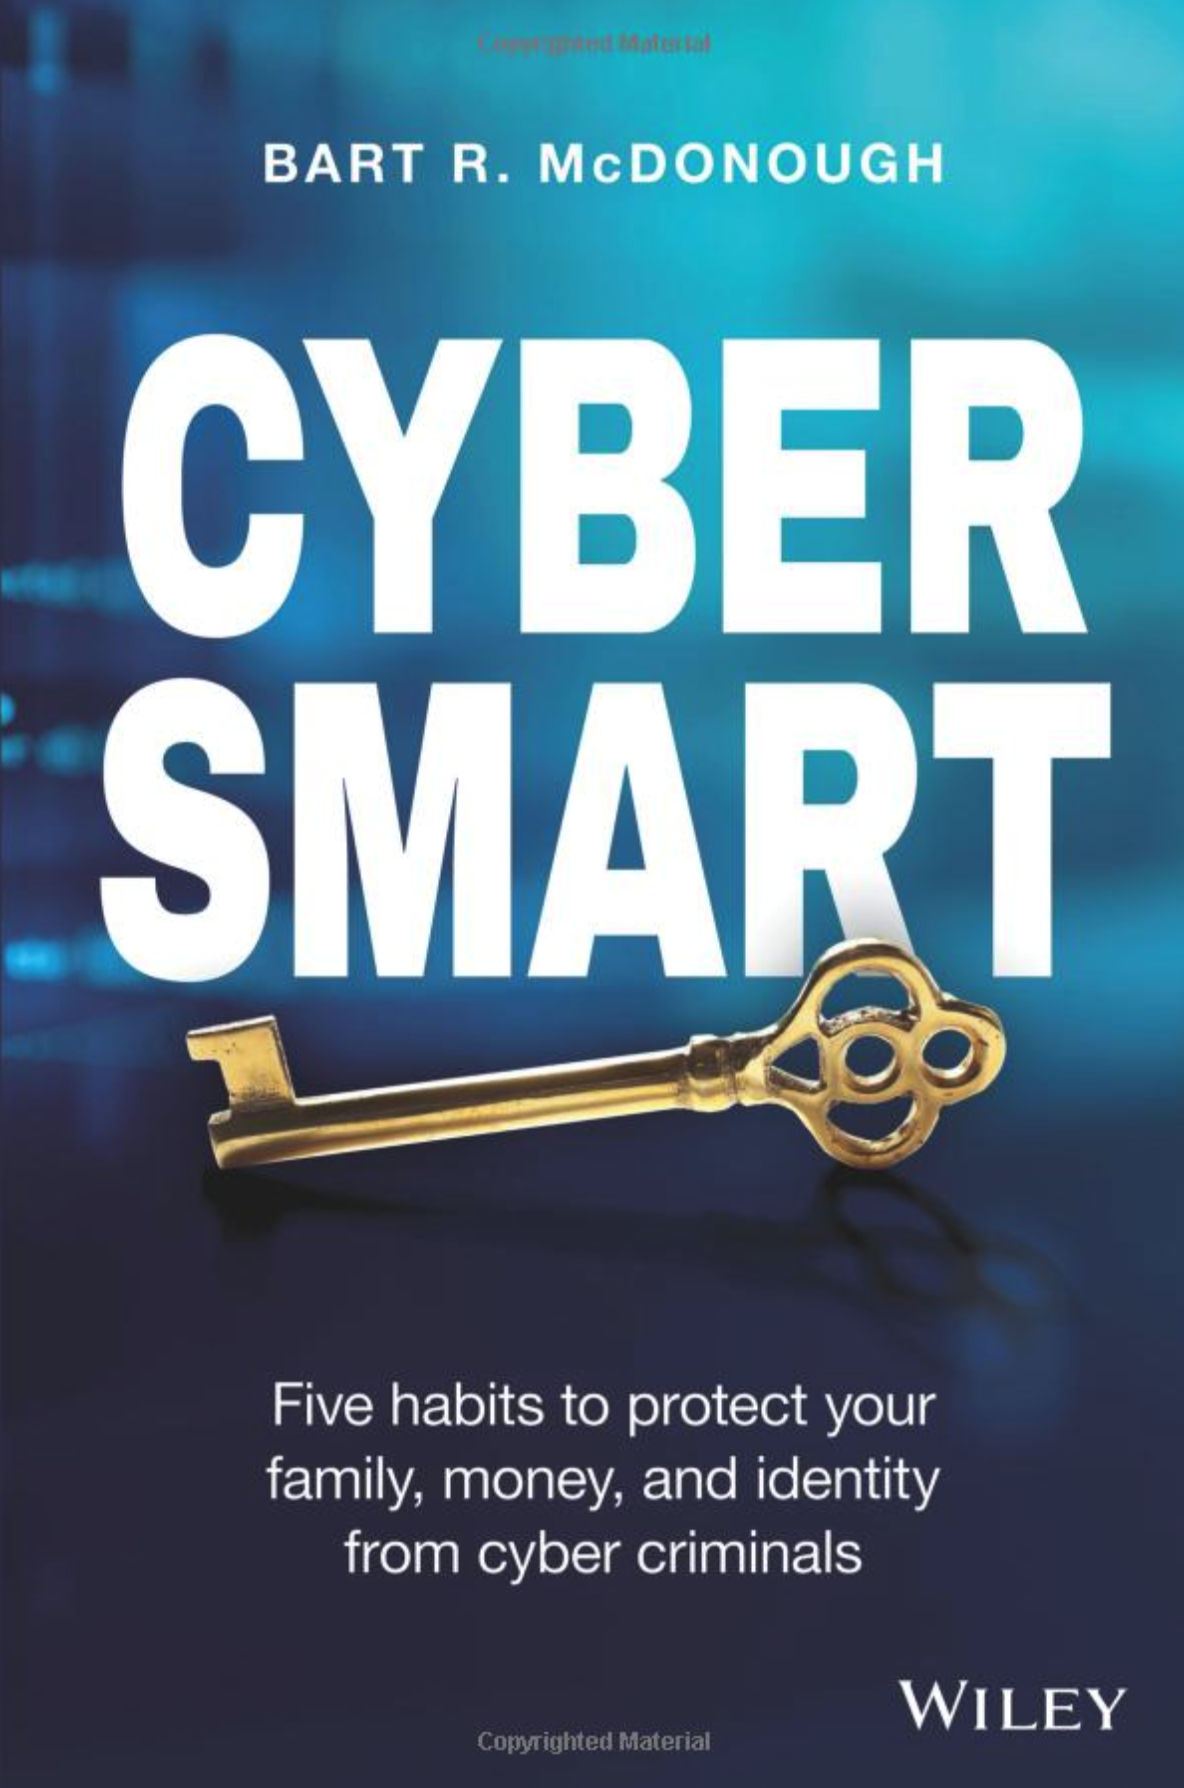 Copyrighted Material
BART R. McDONOUGH
CYBER
SMART
Five habits to protect your
family, money, and identity
from cyber criminals
WILEY
Copyrighted Material